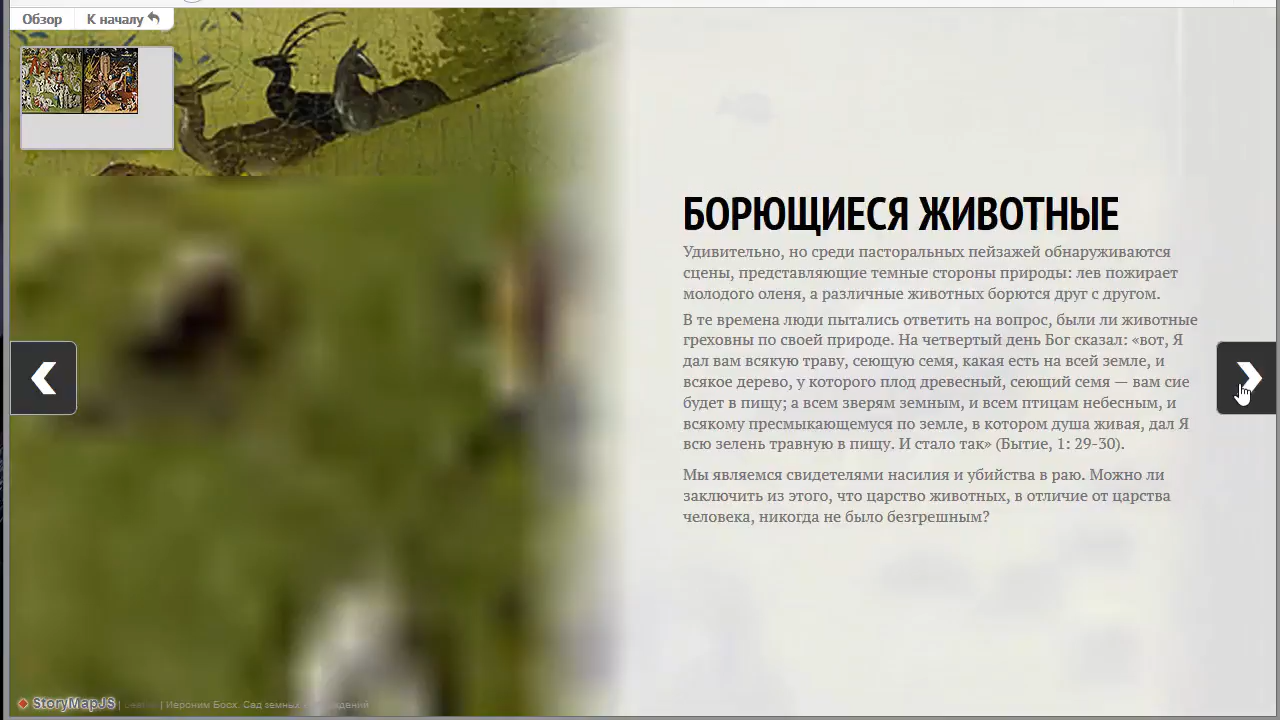 Обзор
К началу
БОРЮЩИЕСЯ ЖИВОТНЫЕ
Удивительно, но среди пасторальных пейзажей обнаруживаются
сцены, представляющие темные стороны природы: лев пожирает
молодого оленя, а различные животных борются друг с другом.
В те времена люди пытались ответить на вопрос, были ли животные
греховны по своей природе. На четвертый день Бог сказал: «вот, Я
дал вам всякую траву, сеющую семя, какая есть на всей земле, и
всякое дерево, у которого плод древесный, сеющий семя — вам сие
будет в пищу; а всем зверям земным, и всем птицам небесным, и
всякому пресмыкающемуся по земле, в котором душа живая, дал Я
всю зелень травную в пищу. И стало так» (Бытие, 1: 29-30).
Мы являемся свидетелями насилия и убийства в раю. Можно ли
заключить из этого, что царство животных, в отличие от царства
человека, никогда не было безгрешным?
StoryMapJS | | Иероним Босх. Сад земных